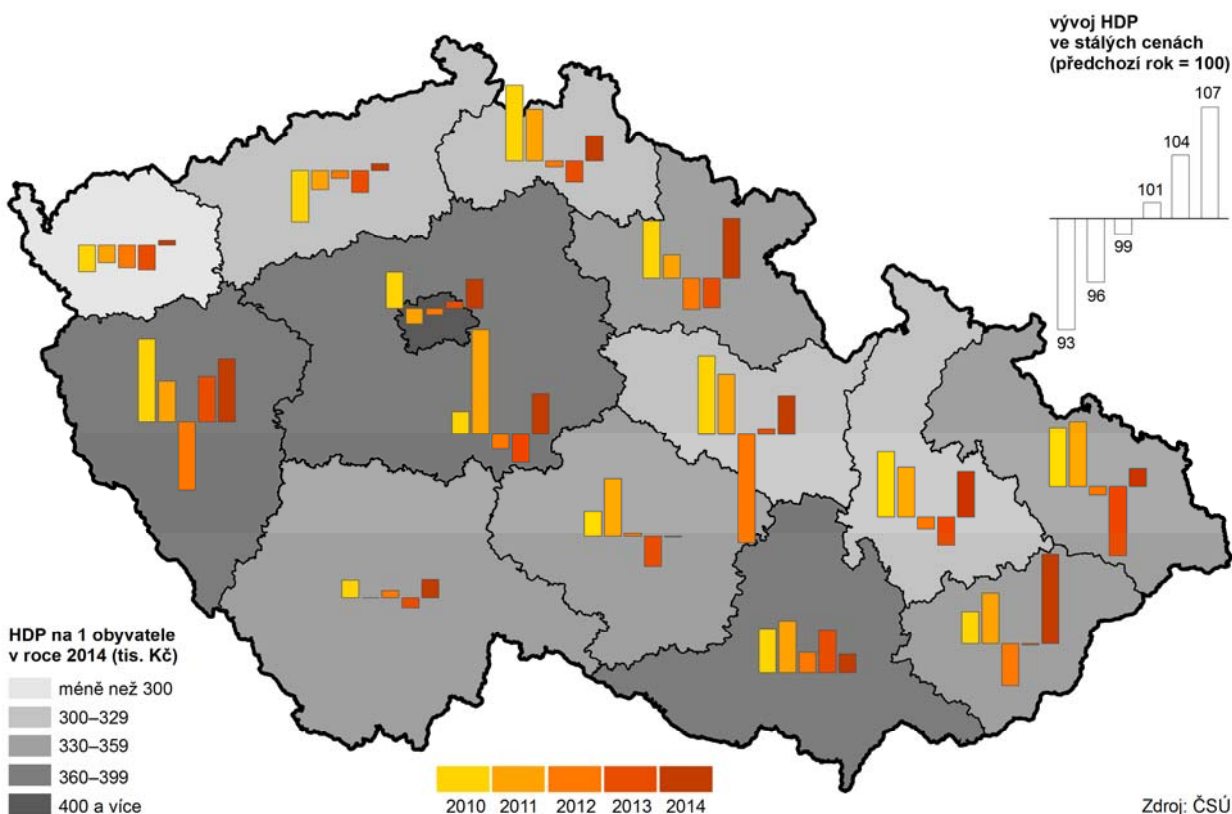 vývoj HDP
ve stálých cenách
(předchozí rok = 100)
107
104
101
99
96
93
HDP na 1 obyvatele
v roce 2014 (tis. Kč)
méně než 300
300–329
330–359
360–399
400 a více
2010 2011 2012 2013 2014
Zdroj: ČSÚ